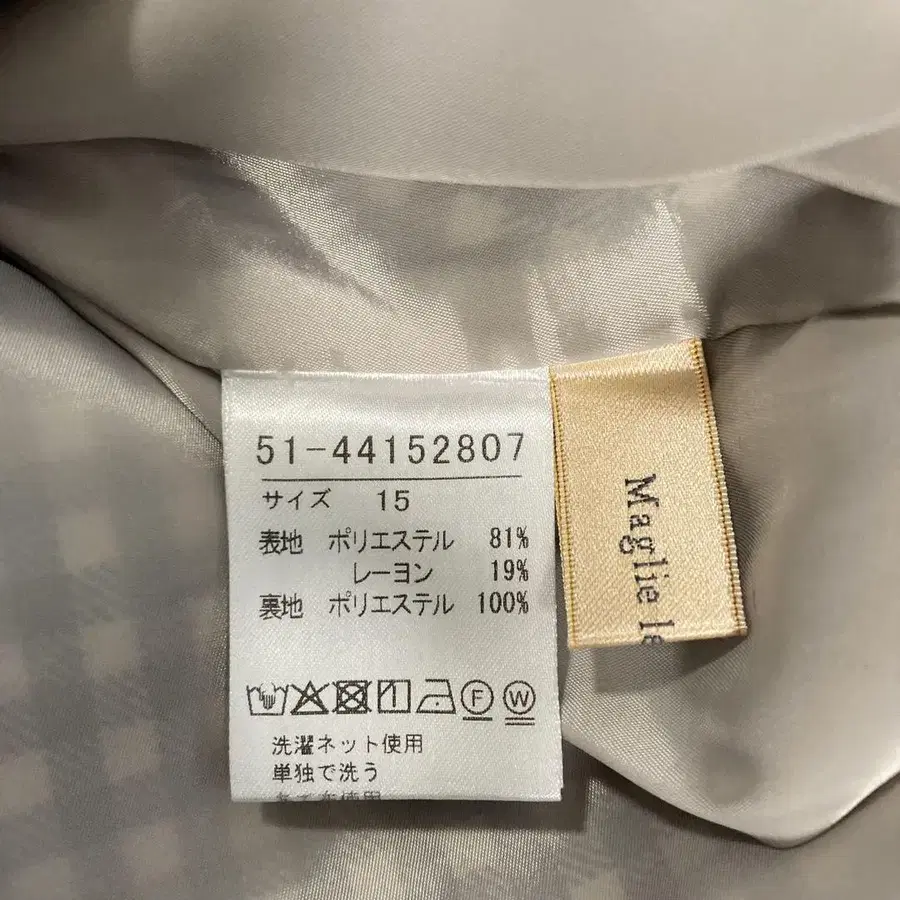 51-44152807
サイズ 15
表地 ポリエステル 81%
レーヨン 19%
裏地 ポリエステル 100%
F W
洗濯ネット使用
単独で洗う
Maglie